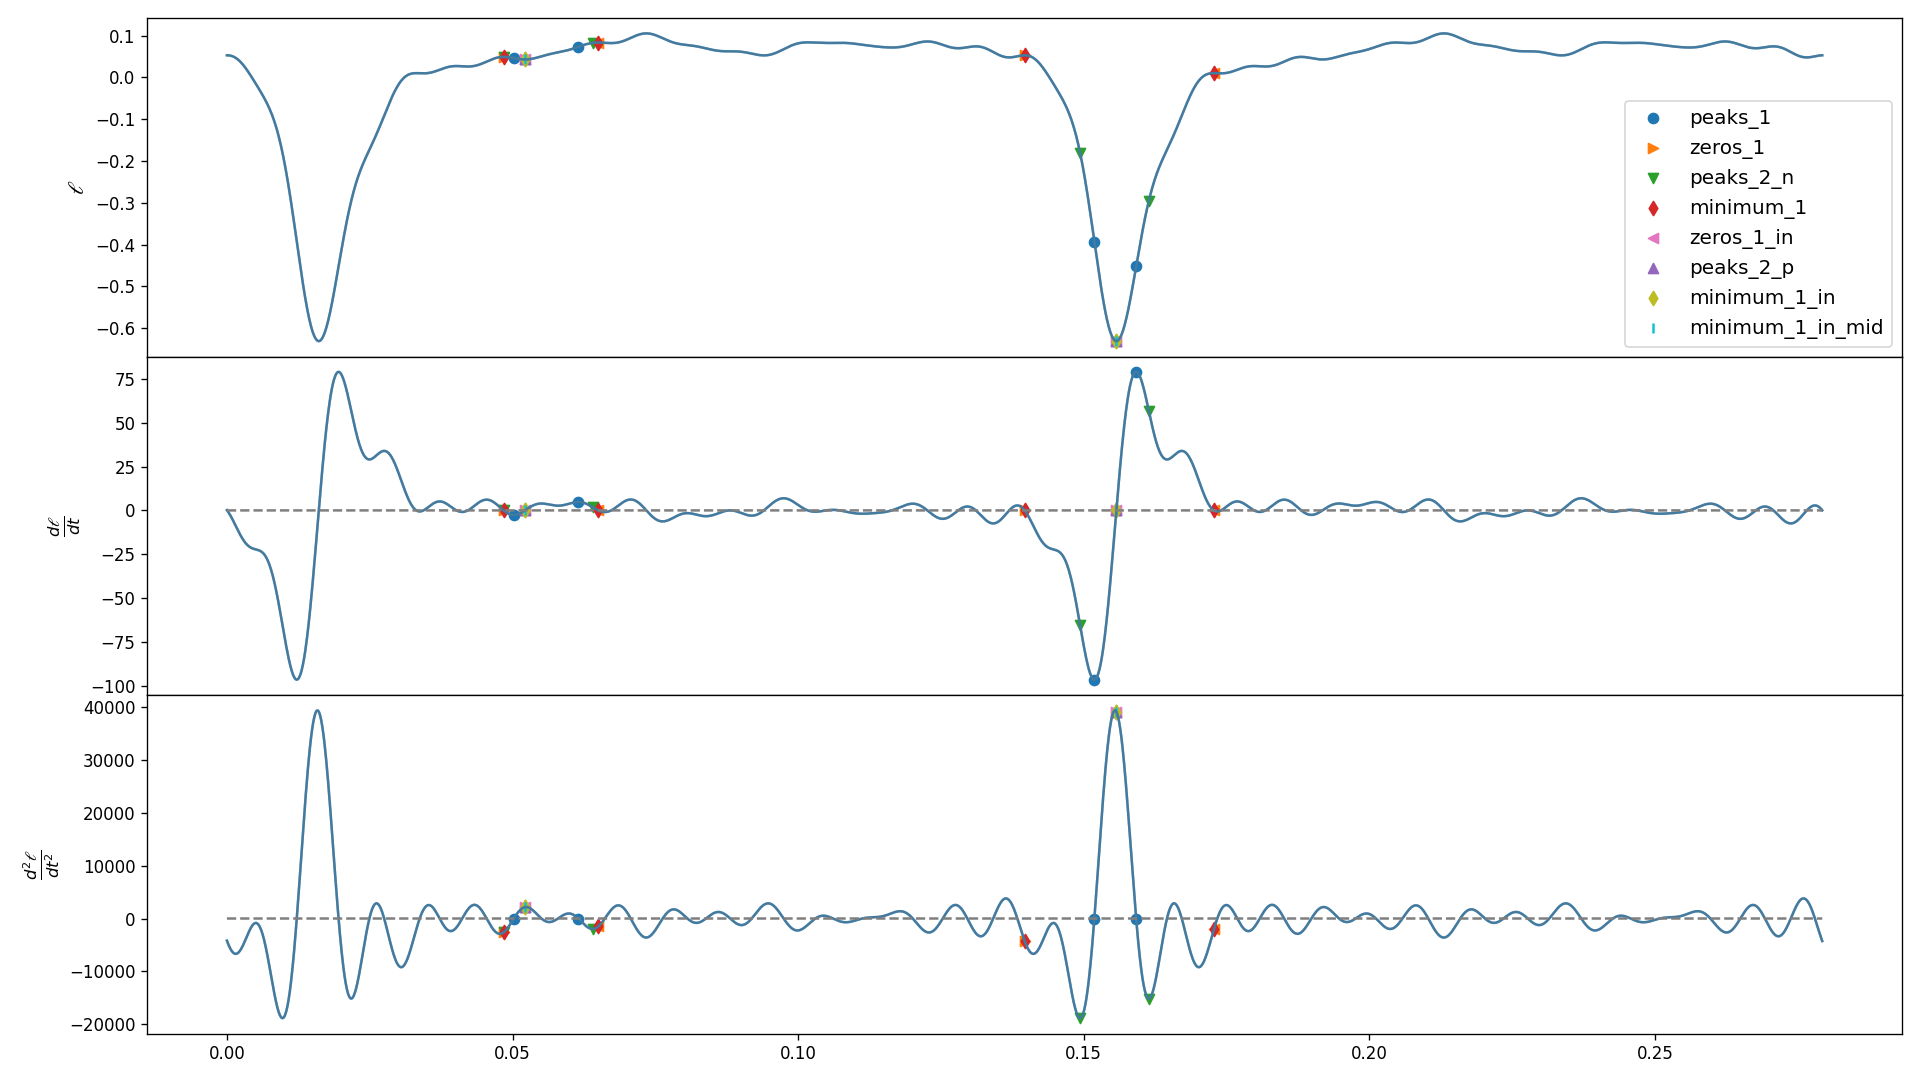 0.1
0.0
−0.1
−0.2
−0.3
−0.4
−0.5
−0.6
ℓ
peaks_1
zeros_1
peaks_2_n
minimum_1
zeros_1_in
peaks_2_p
minimum_1_in
minimum_1_in_mid
75
50
25
0
−25
−50
−75
−100
dℓ
dt
40000
30000
20000
10000
0
−10000
−20000
d²ℓ
dt²
0.00 0.05 0.10 0.15 0.20 0.25